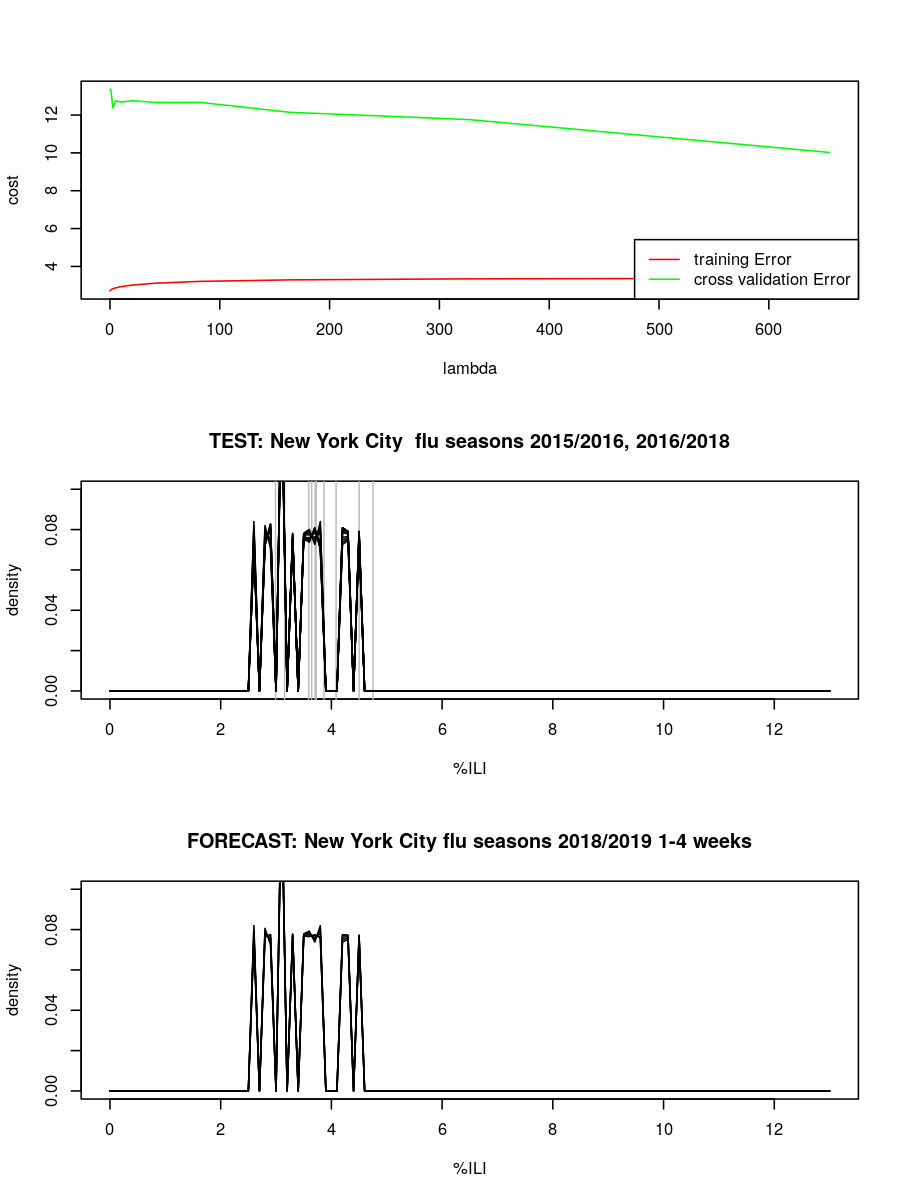 12
10
8
6
4
cost
training Error
cross validation Error
0 100 200 300 400 500 600
lambda
TEST: New York City  flu seasons 2015/2016, 2016/2018
0.08
0.04
0.00
density
0 2 4 6 8 10 12
%ILI
FORECAST: New York City flu seasons 2018/2019 1-4 weeks
0.08
0.04
0.00
density
0 2 4 6 8 10 12
%ILI